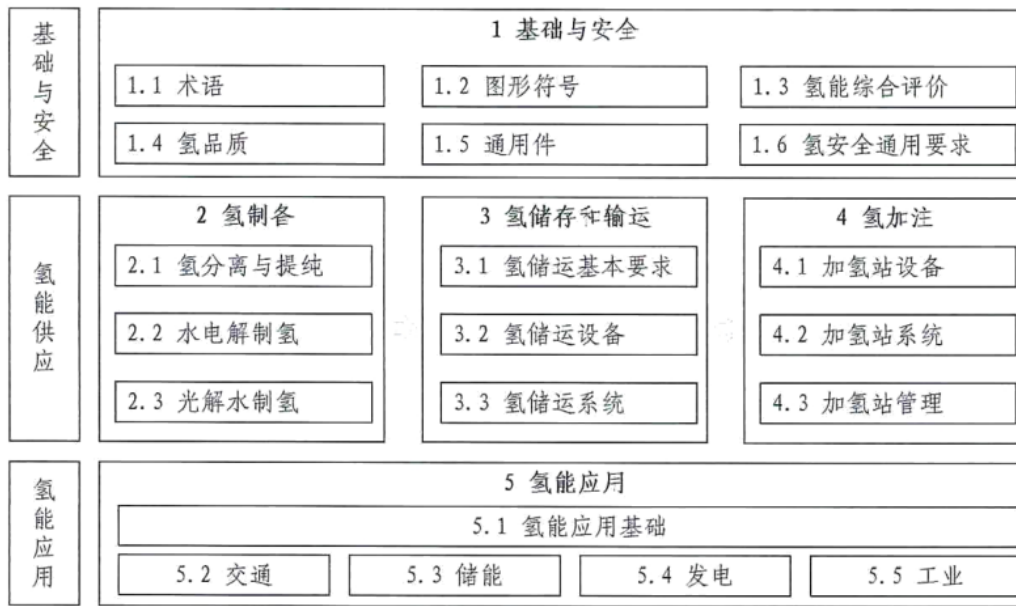 基础与安全
1 基础与安全
1.1 术语
1.2 图形符号
1.3 氢能综合评价
1.4 氢品质
1.5 通用件
1.6 氢安全通用要求
氢能供应
2 氢制备
2.1 氢分离与提纯
2.2 水电解制氢
2.3 光解水制氢
3 氢储存和输运
3.1 氢储运基本要求
3.2 氢储运设备
3.3 氢储运系统
4 氢加注
4.1 加氢站设备
4.2 加氢站系统
4.3 加氢站管理
氢能应用
5 氢能应用
5.1 氢能应用基础
5.2 交通
5.3 储能
5.4 发电
5.5 工业